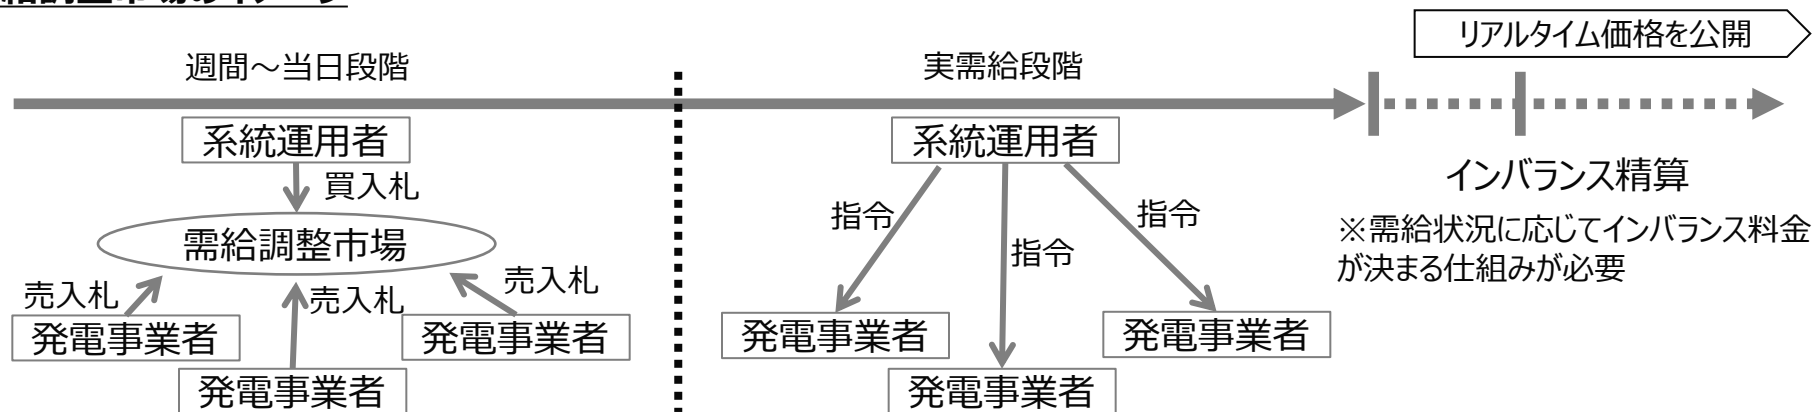 リアルタイム価格を公開
週間～当日段階
実需給段階
系統運用者
買入札
需給調整市場
売入札
売入札
売入札
発電事業者
発電事業者
発電事業者
系統運用者
指令
指令
指令
発電事業者
発電事業者
発電事業者
インバランス精算
※需給状況に応じてインバランス料金
が決まる仕組みが必要